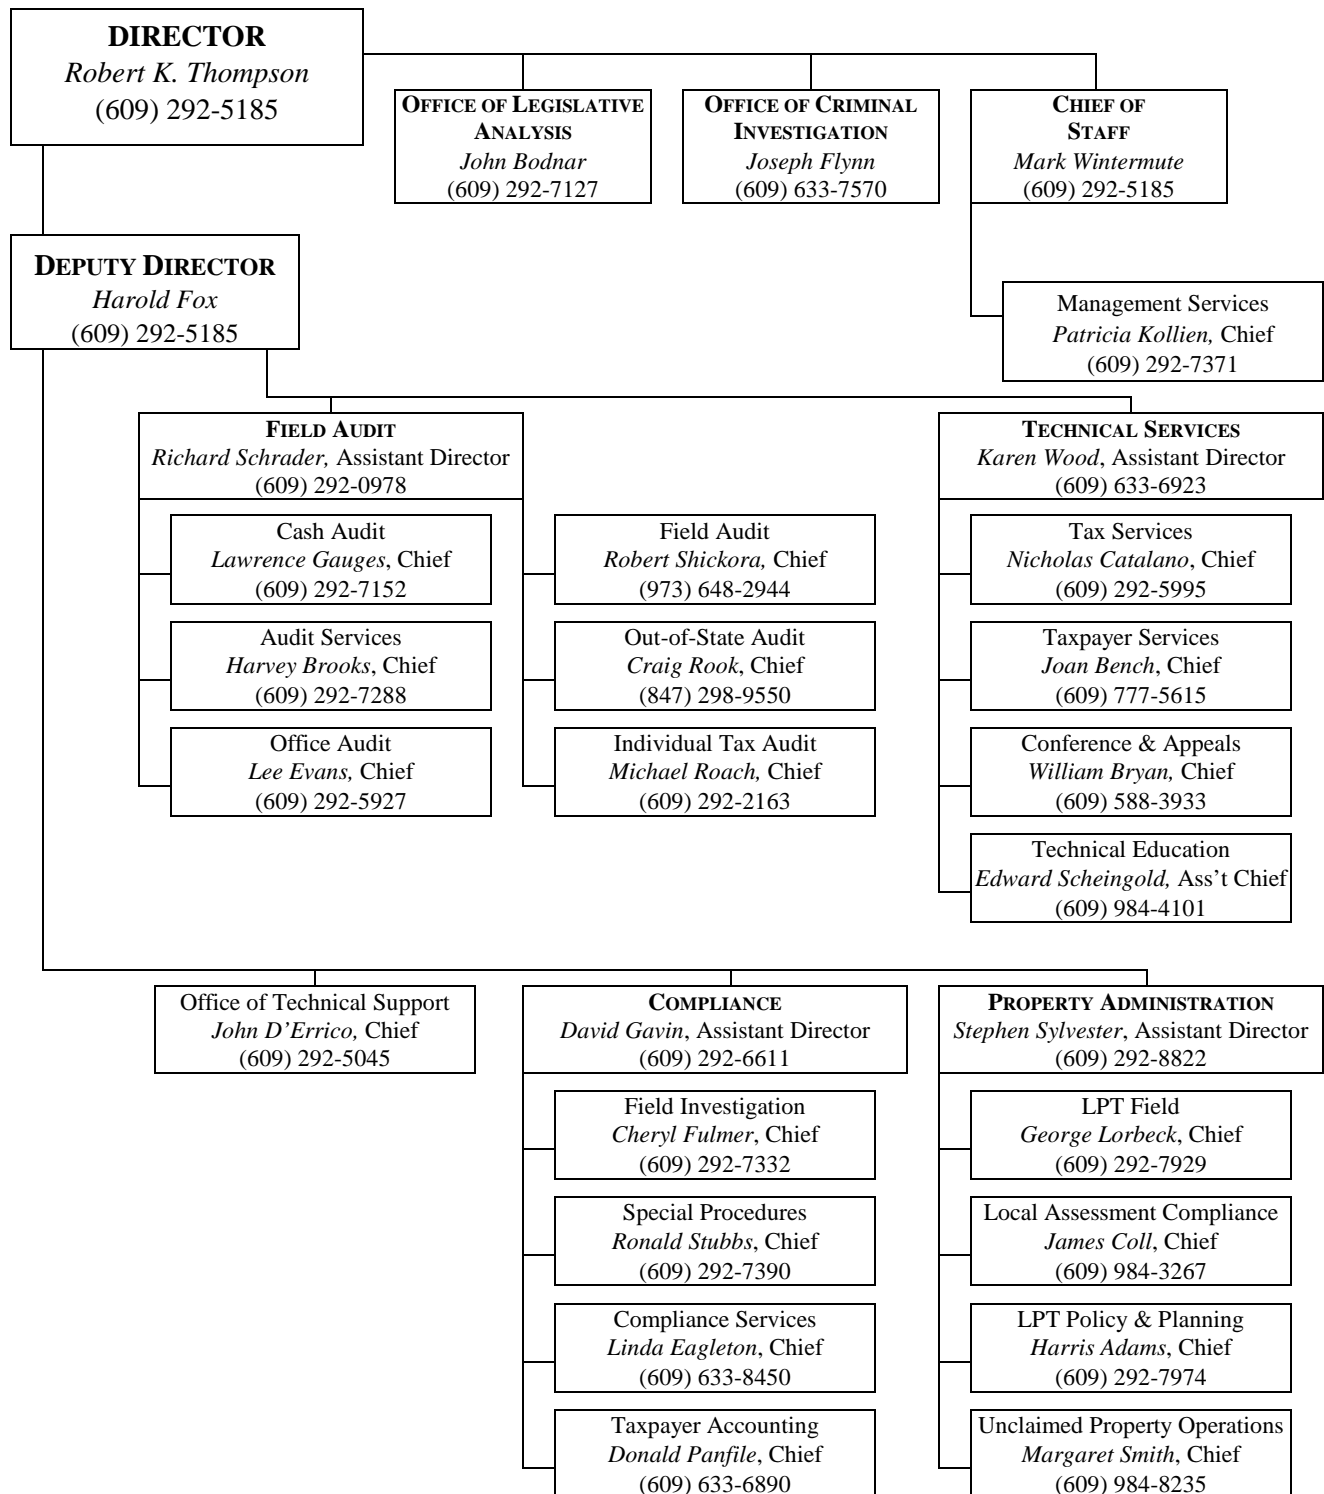 DIRECTOR
Robert K. Thompson
(609) 292-5185
OFFICE OF LEGISLATIVE
ANALYSIS
John Bodnar
(609) 292-7127
OFFICE OF CRIMINAL
INVESTIGATION
Joseph Flynn
(609) 633-7570
CHIEF OF
STAFF
Mark Wintermute
(609) 292-5185
Management Services
Patricia Kollien, Chief
(609) 292-7371
DEPUTY DIRECTOR
Harold Fox
(609) 292-5185
FIELD AUDIT
Richard Schrader, Assistant Director
(609) 292-0978
Cash Audit
Lawrence Gauges, Chief
(609) 292-7152
Audit Services
Harvey Brooks, Chief
(609) 292-7288
Office Audit
Lee Evans, Chief
(609) 292-5927
Field Audit
Robert Shickora, Chief
(973) 648-2944
Out-of-State Audit
Craig Rook, Chief
(847) 298-9550
Individual Tax Audit
Michael Roach, Chief
(609) 292-2163
TECHNICAL SERVICES
Karen Wood, Assistant Director
(609) 633-6923
Tax Services
Nicholas Catalano, Chief
(609) 292-5995
Taxpayer Services
Joan Bench, Chief
(609) 777-5615
Conference & Appeals
William Bryan, Chief
(609) 588-3933
Technical Education
Edward Scheingold, Ass't Chief
(609) 984-4101
Office of Technical Support
John D'Errico, Chief
(609) 292-5045
COMPLIANCE
David Gavin, Assistant Director
(609) 292-6611
Field Investigation
Cheryl Fulmer, Chief
(609) 292-7332
Special Procedures
Ronald Stubbs, Chief
(609) 292-7390
Compliance Services
Linda Eagleton, Chief
(609) 633-8450
Taxpayer Accounting
Donald Panfile, Chief
(609) 633-6890
PROPERTY ADMINISTRATION
Stephen Sylvester, Assistant Director
(609) 292-8822
LPT Field
George Lorbeck, Chief
(609) 292-7929
Local Assessment Compliance
James Coll, Chief
(609) 984-3267
LPT Policy & Planning
Harris Adams, Chief
(609) 292-7974
Unclaimed Property Operations
Margaret Smith, Chief
(609) 984-8235